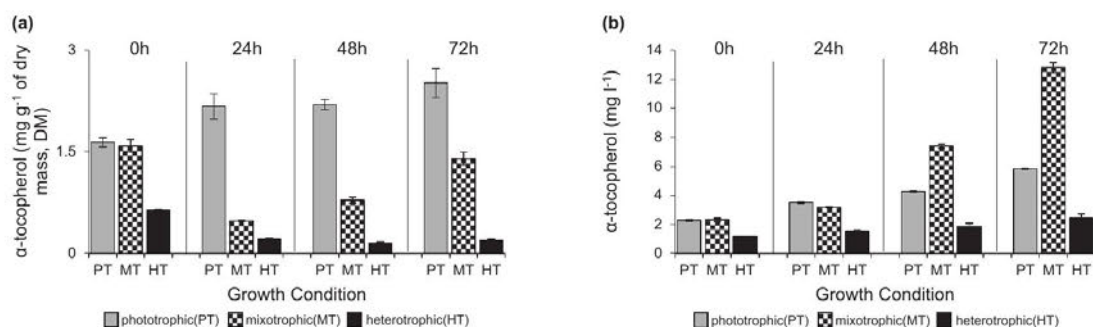 (a)
α-tocopherol (mg g⁻¹ of dry mass, DM)
3
1.5
0
0h 24h 48h 72h
PT MT HT PT MT HT PT MT HT PT MT HT
Growth Condition
phototrophic(PT) mixotrophic(MT) heterotrophic(HT)
(b)
α-tocopherol (mg l⁻¹)
14
12
10
8
6
4
2
0
0h 24h 48h 72h
PT MT HT PT MT HT PT MT HT PT MT HT
Growth Condition
phototrophic(PT) mixotrophic(MT) heterotrophic(HT)